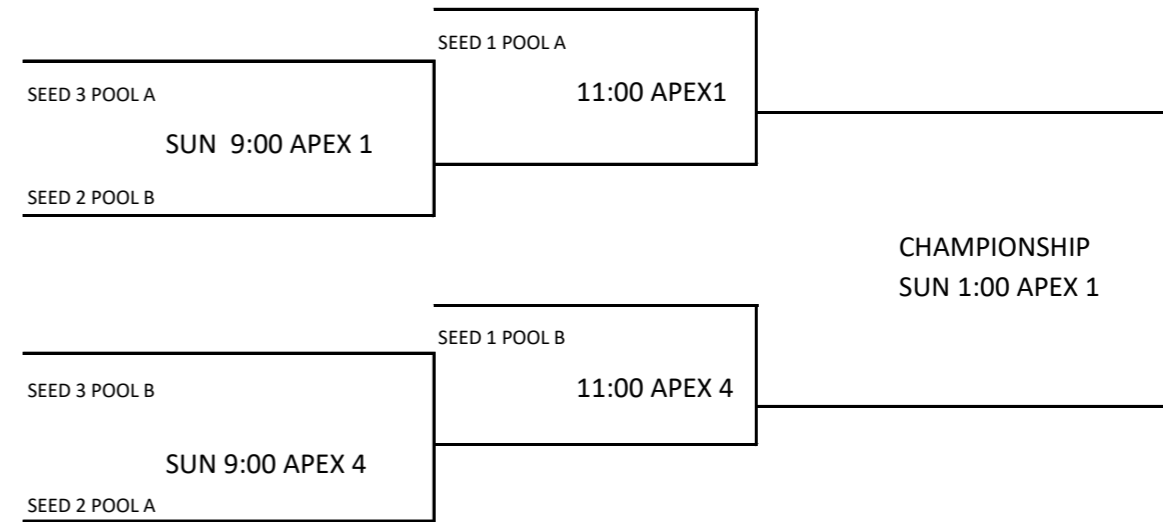 SEED 1 POOL A
SEED 3 POOL A
11:00 APEX1
SUN  9:00 APEX 1
SEED 2 POOL B
CHAMPIONSHIP
SUN 1:00 APEX 1
SEED 1 POOL B
SEED 3 POOL B
11:00 APEX 4
SUN 9:00 APEX 4
SEED 2 POOL A